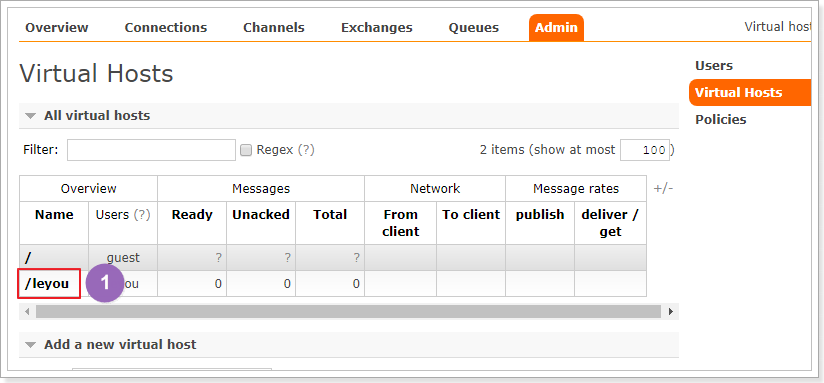 Overview Connections Channels Exchanges Queues Admin Virtual host
Virtual Hosts
Users
Virtual Hosts
Policies
All virtual hosts
Filter: Regex (?) 2 items (show at most 100)
Overview Messages Network Message rates +/-
Name Users (?) Ready Unacked Total From client To client publish deliver / get
/ guest ? ? ?
/leyou 1 ou 0 0 0
Add a new virtual host